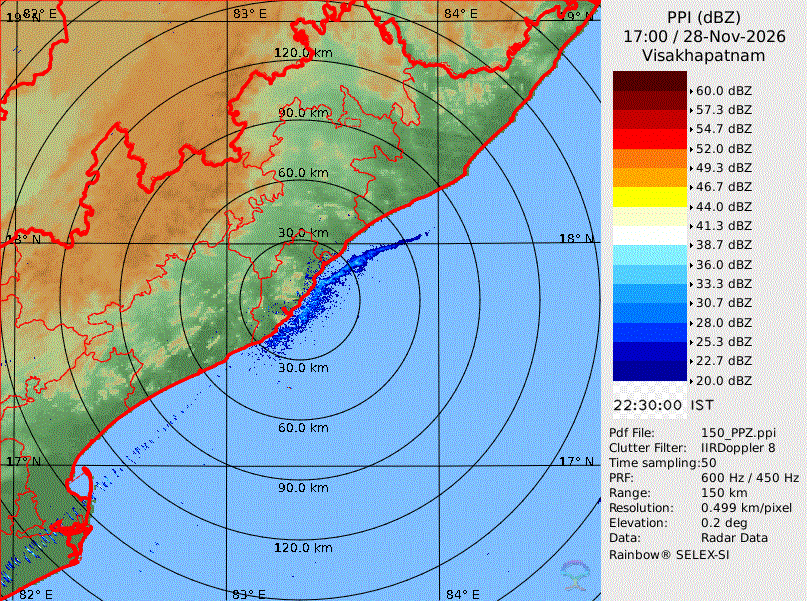 82° E
83° E
84° E
19° N
19° N
120.0 km
90.0 km
60.0 km
30.0 km
18° N
18° N
30.0 km
60.0 km
17° N
17° N
90.0 km
120.0 km
82° E
83° E
84° E
PPI (dBZ)
17:00 / 28-Nov-2026
Visakhapatnam
60.0 dBZ
57.3 dBZ
54.7 dBZ
52.0 dBZ
49.3 dBZ
46.7 dBZ
44.0 dBZ
41.3 dBZ
38.7 dBZ
36.0 dBZ
33.3 dBZ
30.7 dBZ
28.0 dBZ
25.3 dBZ
22.7 dBZ
20.0 dBZ
22:30:00 IST
Pdf File: 150_PPZ.ppi
Clutter Filter: IIRDoppler 8
Time sampling:50
PRF: 600 Hz / 450 Hz
Range: 150 km
Resolution: 0.499 km/pixel
Elevation: 0.2 deg
Data: Radar Data
Rainbow® SELEX-SI